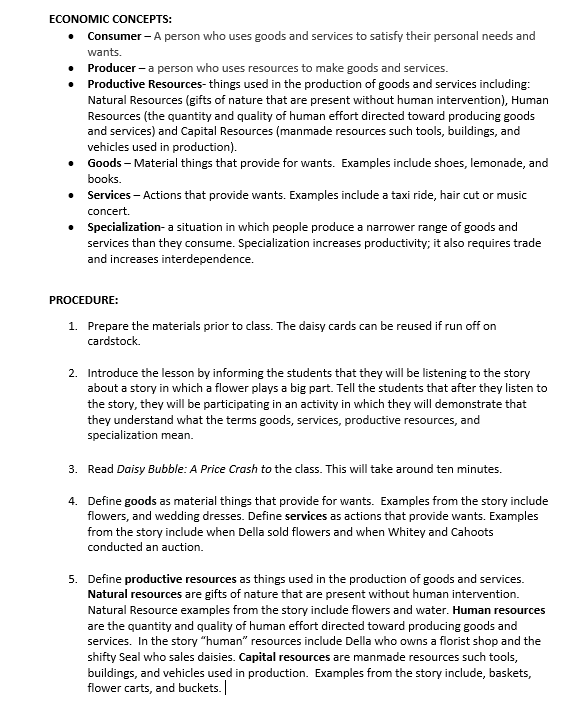 ECONOMIC CONCEPTS:
• Consumer – A person who uses goods and services to satisfy their personal needs and
wants.
• Producer – a person who uses resources to make goods and services.
• Productive Resources- things used in the production of goods and services including:
Natural Resources (gifts of nature that are present without human intervention), Human
Resources (the quantity and quality of human effort directed toward producing goods
and services) and Capital Resources (manmade resources such tools, buildings, and
vehicles used in production).
• Goods – Material things that provide for wants.  Examples include shoes, lemonade, and
books.
• Services – Actions that provide wants. Examples include a taxi ride, hair cut or music
concert.
• Specialization- a situation in which people produce a narrower range of goods and
services than they consume. Specialization increases productivity; it also requires trade
and increases interdependence.
PROCEDURE:
1. Prepare the materials prior to class. The daisy cards can be reused if run off on
cardstock.
2. Introduce the lesson by informing the students that they will be listening to the story
about a story in which a flower plays a big part. Tell the students that after they listen to
the story, they will be participating in an activity in which they will demonstrate that
they understand what the terms goods, services, productive resources, and
specialization mean.
3. Read Daisy Bubble: A Price Crash to the class. This will take around ten minutes.
4. Define goods as material things that provide for wants.  Examples from the story include
flowers, and wedding dresses. Define services as actions that provide wants. Examples
from the story include when Della sold flowers and when Whitey and Cahoots
conducted an auction.
5. Define productive resources as things used in the production of goods and services.
Natural resources are gifts of nature that are present without human intervention.
Natural Resource examples from the story include flowers and water. Human resources
are the quantity and quality of human effort directed toward producing goods and
services.  In the story “human” resources include Della who owns a florist shop and the
shifty Seal who sales daisies. Capital resources are manmade resources such tools,
buildings, and vehicles used in production.  Examples from the story include, baskets,
flower carts, and buckets.